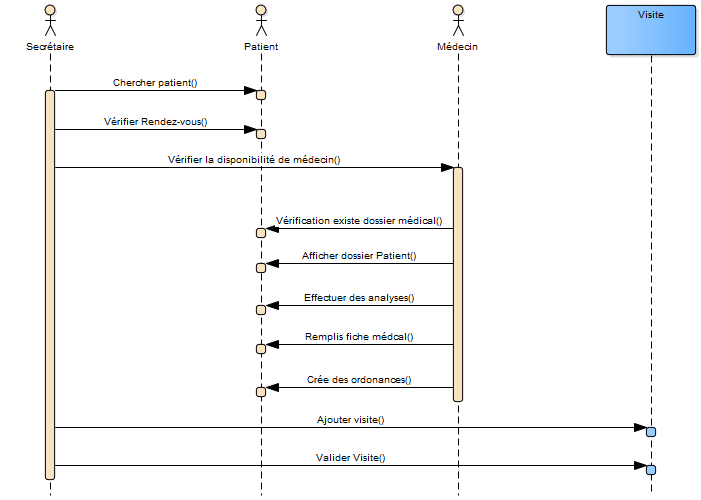 Secrétaire
Patient
Médecin
Visite
Chercher patient()
Vérifier Rendez-vous()
Vérifier la disponibilité de médecin()
Vérification existe dossier médical()
Afficher dossier Patient()
Effectuer des analyses()
Remplis fiche médcal()
Crée des ordonances()
Ajouter visite()
Valider Visite()